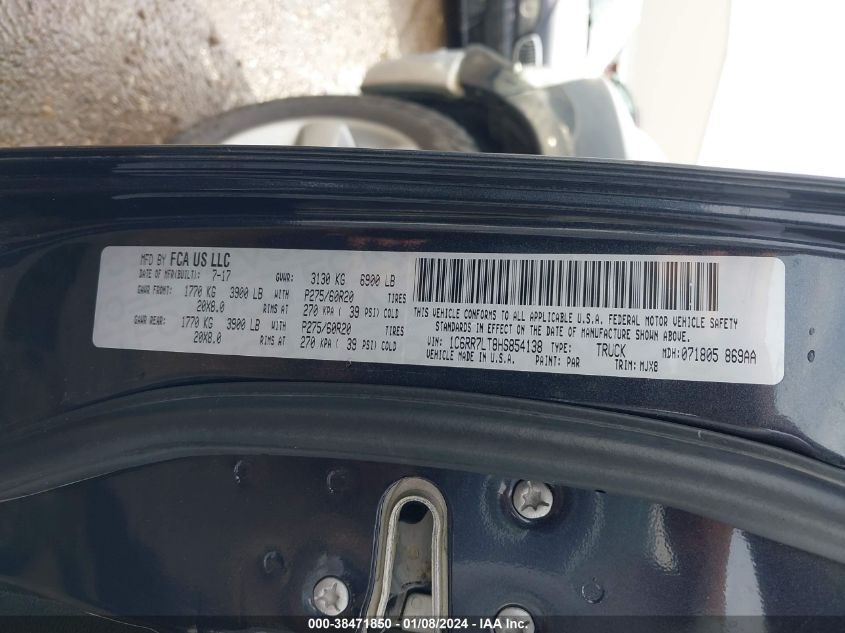 MFD BY FCA US LLC
DATE OF MFR(BUILT): 7-17 GVWR: 3130 KG 6900 LB
GAWR FRONT: 1770 KG 3900 LB WITH P275/60R20 TIRES
20X8.0 RIMS AT 270 KPA ( 39 PSI) COLD
GAWR REAR: 1770 KG 3900 LB WITH P275/60R20 TIRES
20X8.0 RIMS AT 270 KPA ( 39 PSI) COLD
THIS VEHICLE CONFORMS TO ALL APPLICABLE U.S.A. FEDERAL MOTOR VEHICLE SAFETY
STANDARDS IN EFFECT ON THE DATE OF MANUFACTURE SHOWN ABOVE.
VIN: 1C6RR7LT8HS854138 TYPE: TRUCK MDH:071805 869AA
VEHICLE MADE IN U.S.A. PAINT: PAR TRIM: MJX8
000-38471850 - 01/08/2024 - IAA Inc.